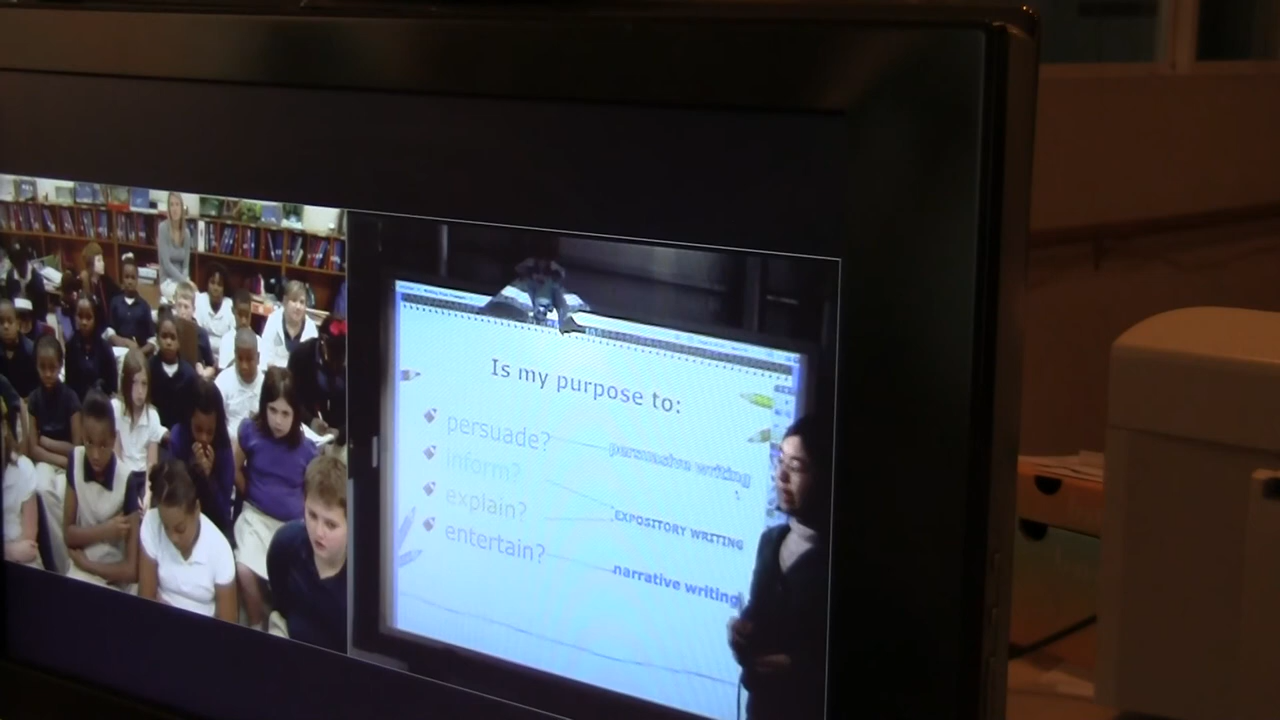 Is my purpose to:
persuade?
persuasive writing
inform?
explain?
EXPOSITORY WRITING
entertain?
narrative writing